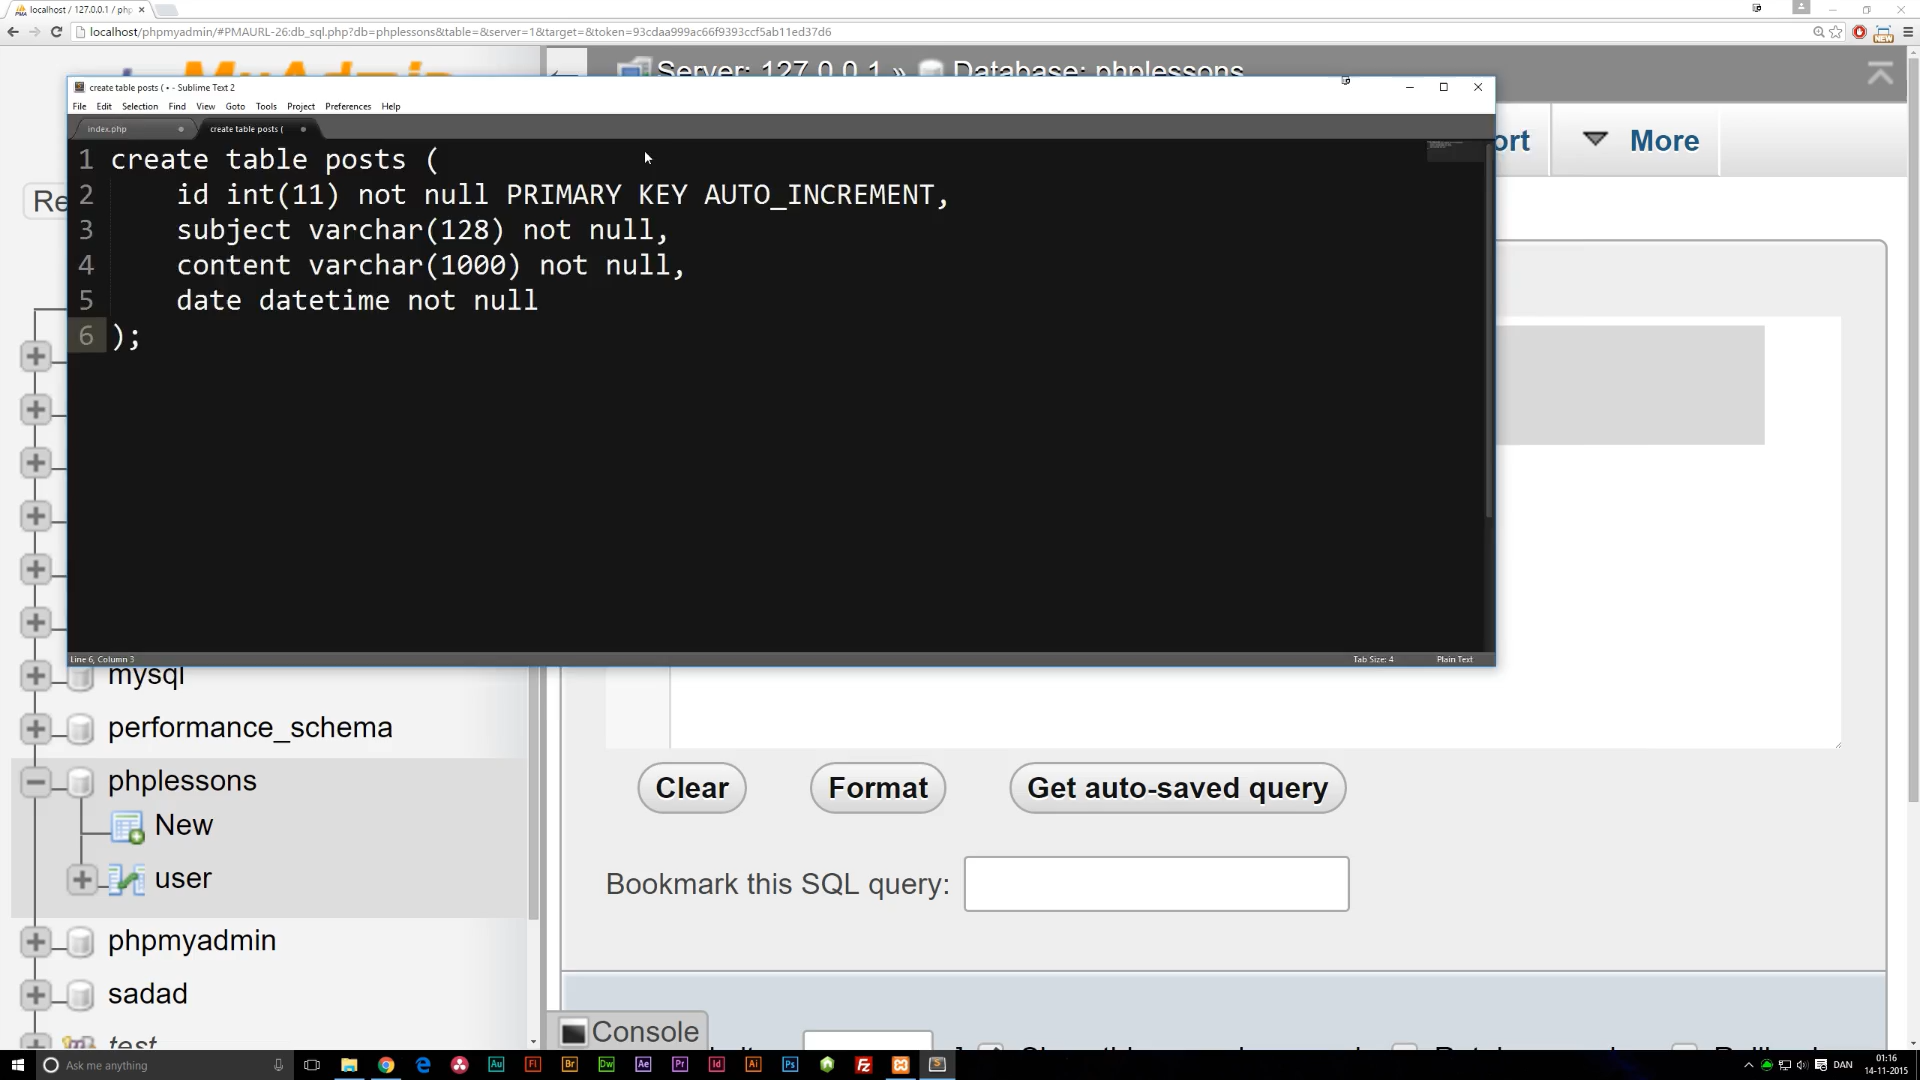 localhost / 127.0.0.1 / php
localhost/phpmyadmin/#PMAURL-26:db_sql.php?db=phplessons&table=&server=1&target=&token=93cdaa999ac66f9393ccf5ab11ed37d6
MyAdmin
Server: 127.0.0.1 » Database: phplessons
create table posts ( • - Sublime Text 2
File Edit Selection Find View Goto Tools Project Preferences Help
index.php
create table posts (
ort
More
Re
1 create table posts (
2 id int(11) not null PRIMARY KEY AUTO_INCREMENT,
3 subject varchar(128) not null,
4 content varchar(1000) not null,
5 date datetime not null
6 );
Line 6, Column 3
Tab Size: 4
Plain Text
mysql
performance_schema
phplessons
New
user
phpmyadmin
sadad
test
Clear
Format
Get auto-saved query
Bookmark this SQL query:
Console
Ask me anything
DAN
01:16
14-11-2015